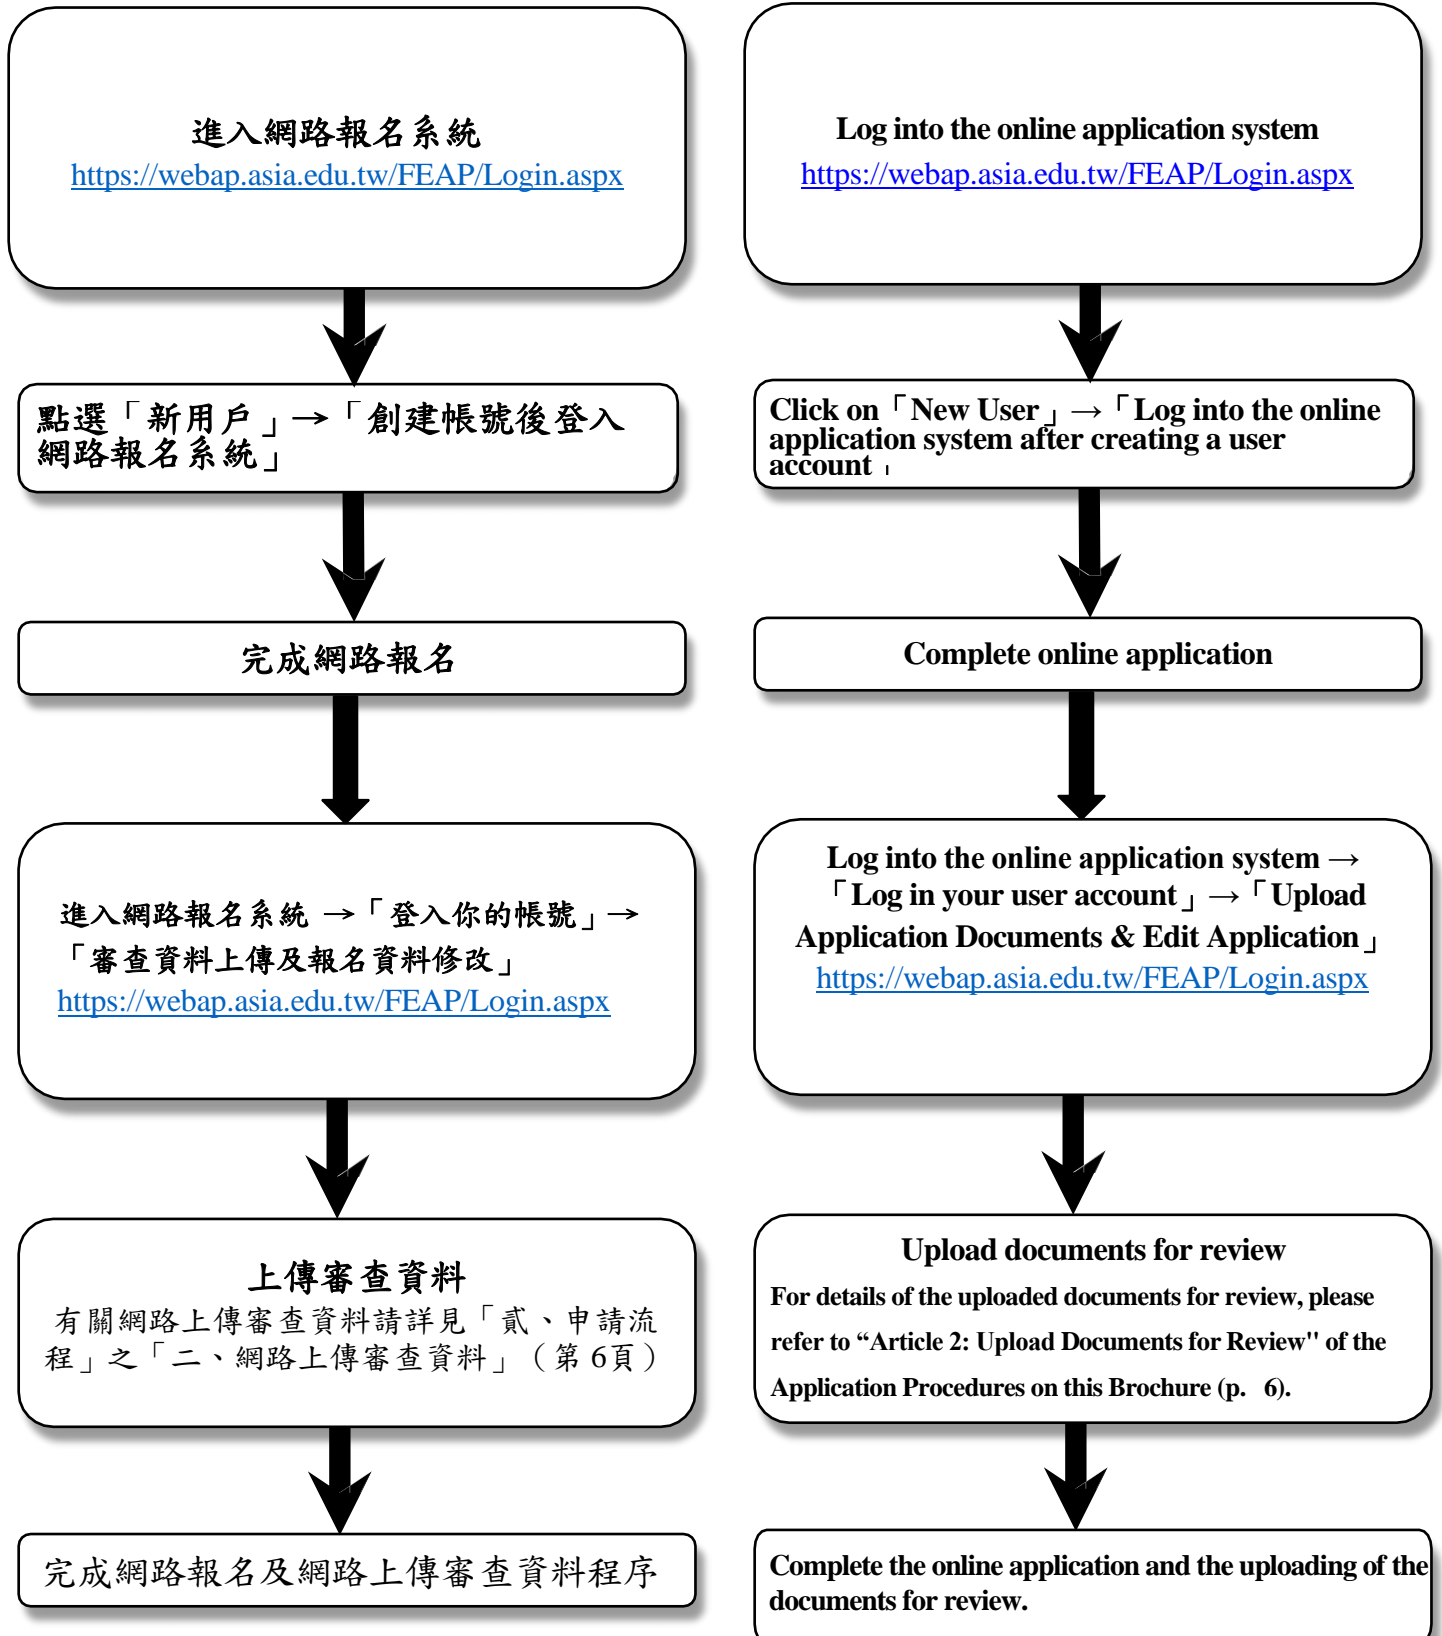 進入網路報名系統
https://webap.asia.edu.tw/FEAP/Login.aspx
點選「新用戶」→「創建帳號後登入
網路報名系統」
完成網路報名
進入網路報名系統 →「登入你的帳號」→
「審查資料上傳及報名資料修改」
https://webap.asia.edu.tw/FEAP/Login.aspx
上傳審查資料
有關網路上傳審查資料請詳見「貳、申請流
程」之「二、網路上傳審查資料」（第 6頁）
完成網路報名及網路上傳審查資料程序
Log into the online application system
https://webap.asia.edu.tw/FEAP/Login.aspx
Click on「New User」→「Log into the online
application system after creating a user
account」
Complete online application
Log into the online application system →
「Log in your user account」→「Upload
Application Documents & Edit Application」
https://webap.asia.edu.tw/FEAP/Login.aspx
Upload documents for review
For details of the uploaded documents for review, please
refer to “Article 2: Upload Documents for Review" of the
Application Procedures on this Brochure (p. 6).
Complete the online application and the uploading of the
documents for review.